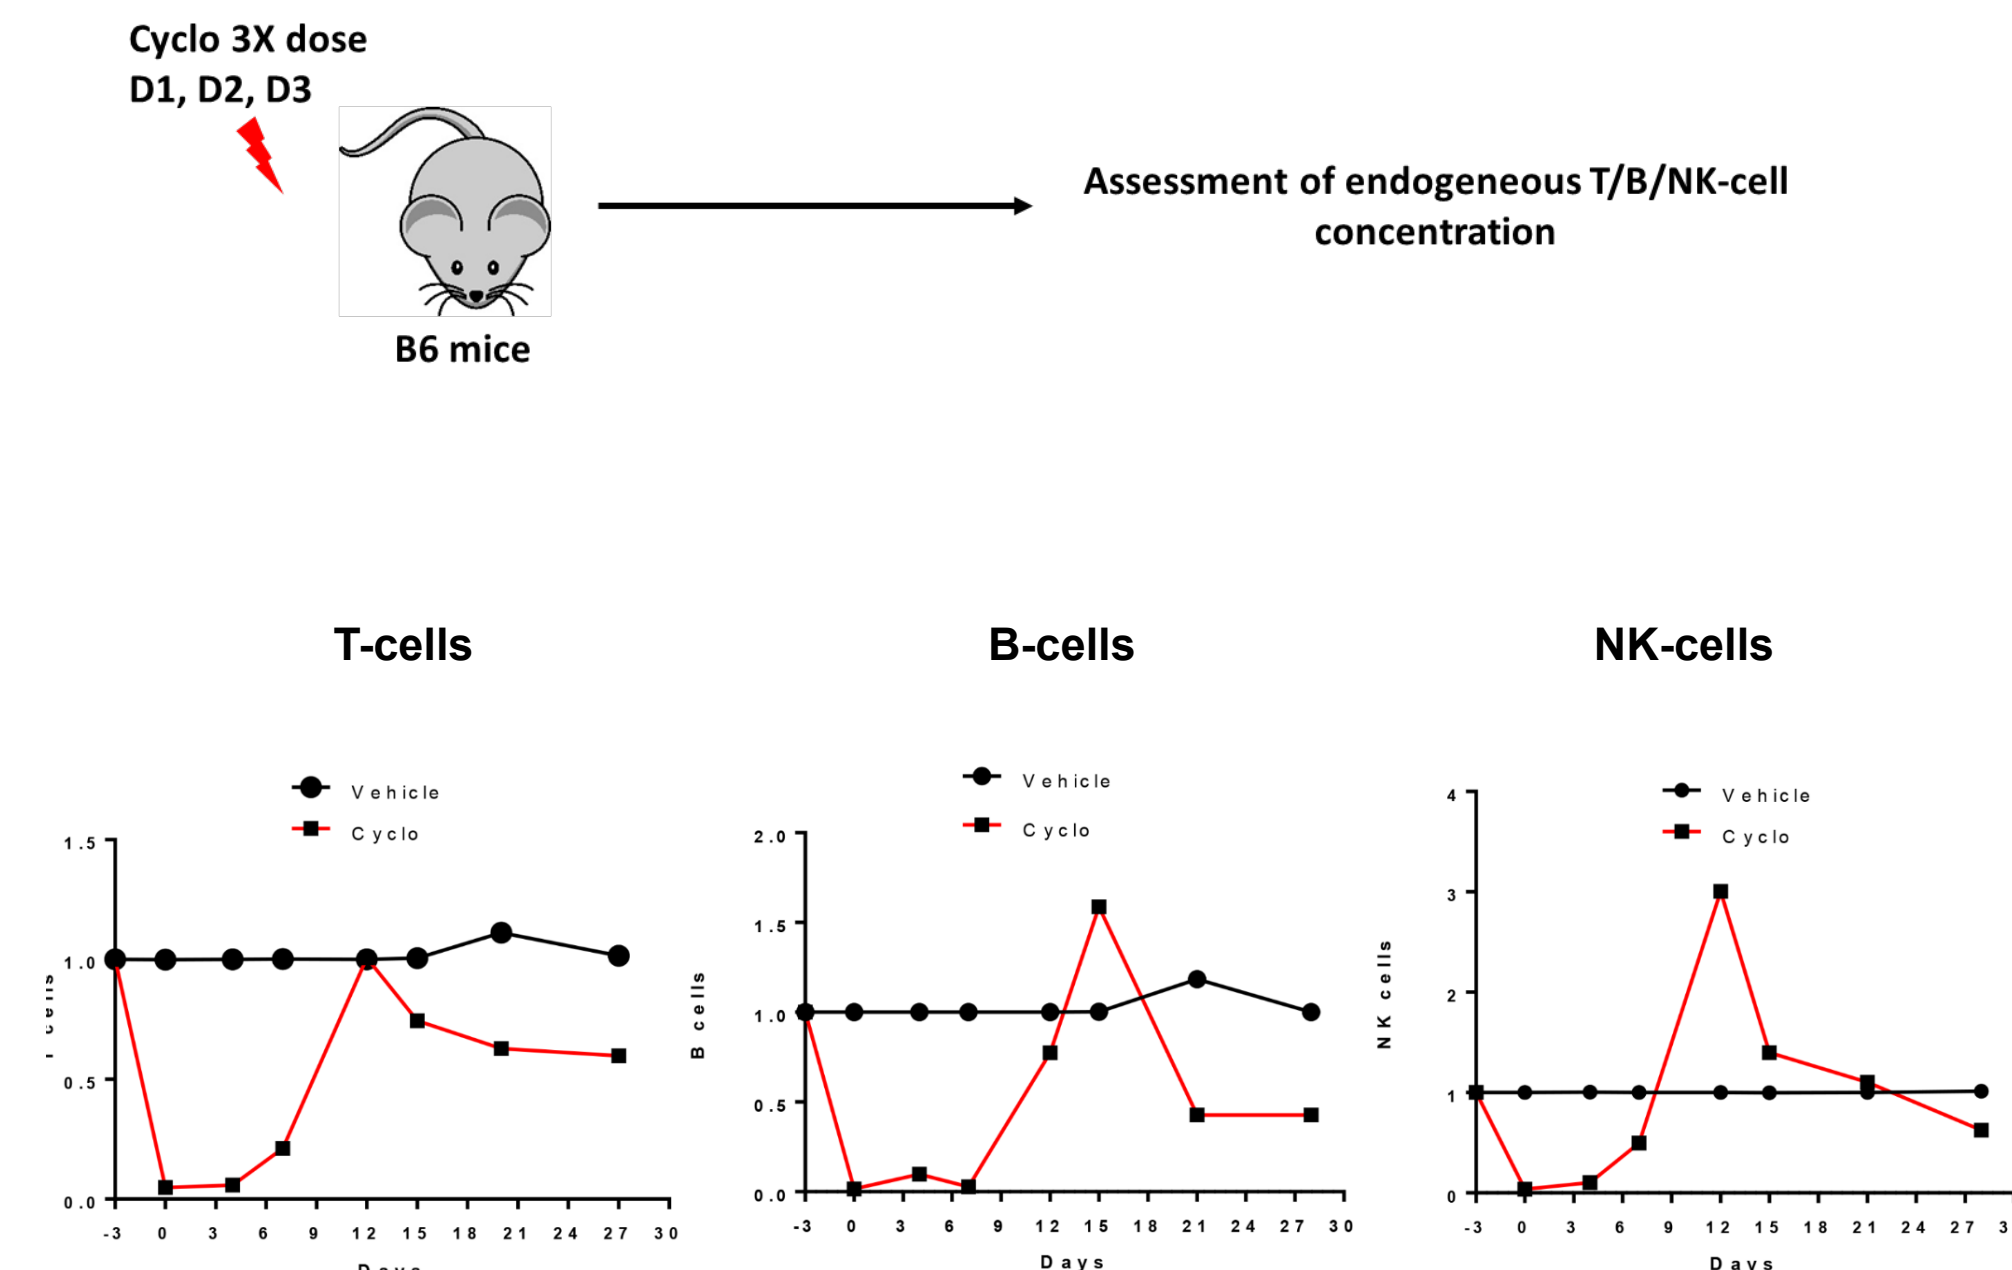 Cyclo 3X dose
D1, D2, D3
B6 mice
Assessment of endogeneous T/B/NK-cell
concentration
T-cells
Vehicle
Cyclo
1.5
1.0
0.5
0.0
cells
-3 0 3 6 9 12 15 18 21 24 27 30
Days
B-cells
Vehicle
Cyclo
2.0
1.5
1.0
0.5
0.0
B cells
-3 0 3 6 9 12 15 18 21 24 27 30
Days
NK-cells
Vehicle
Cyclo
4
3
2
1
0
NK cells
-3 0 3 6 9 12 15 18 21 24 27 3
Days